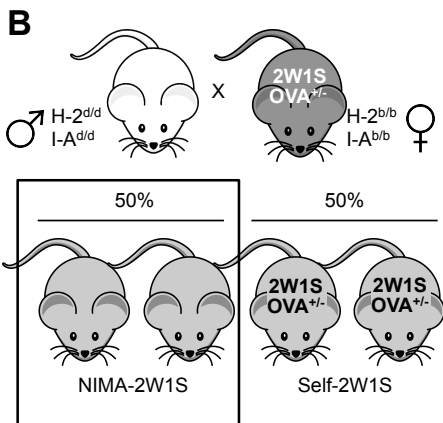 B
2W1S
OVA+/-
X
♂ H-2d/d
I-Ad/d
H-2b/b ♀
I-Ab/b
50% 50%
2W1S 2W1S
OVA+/- OVA+/-
NIMA-2W1S Self-2W1S